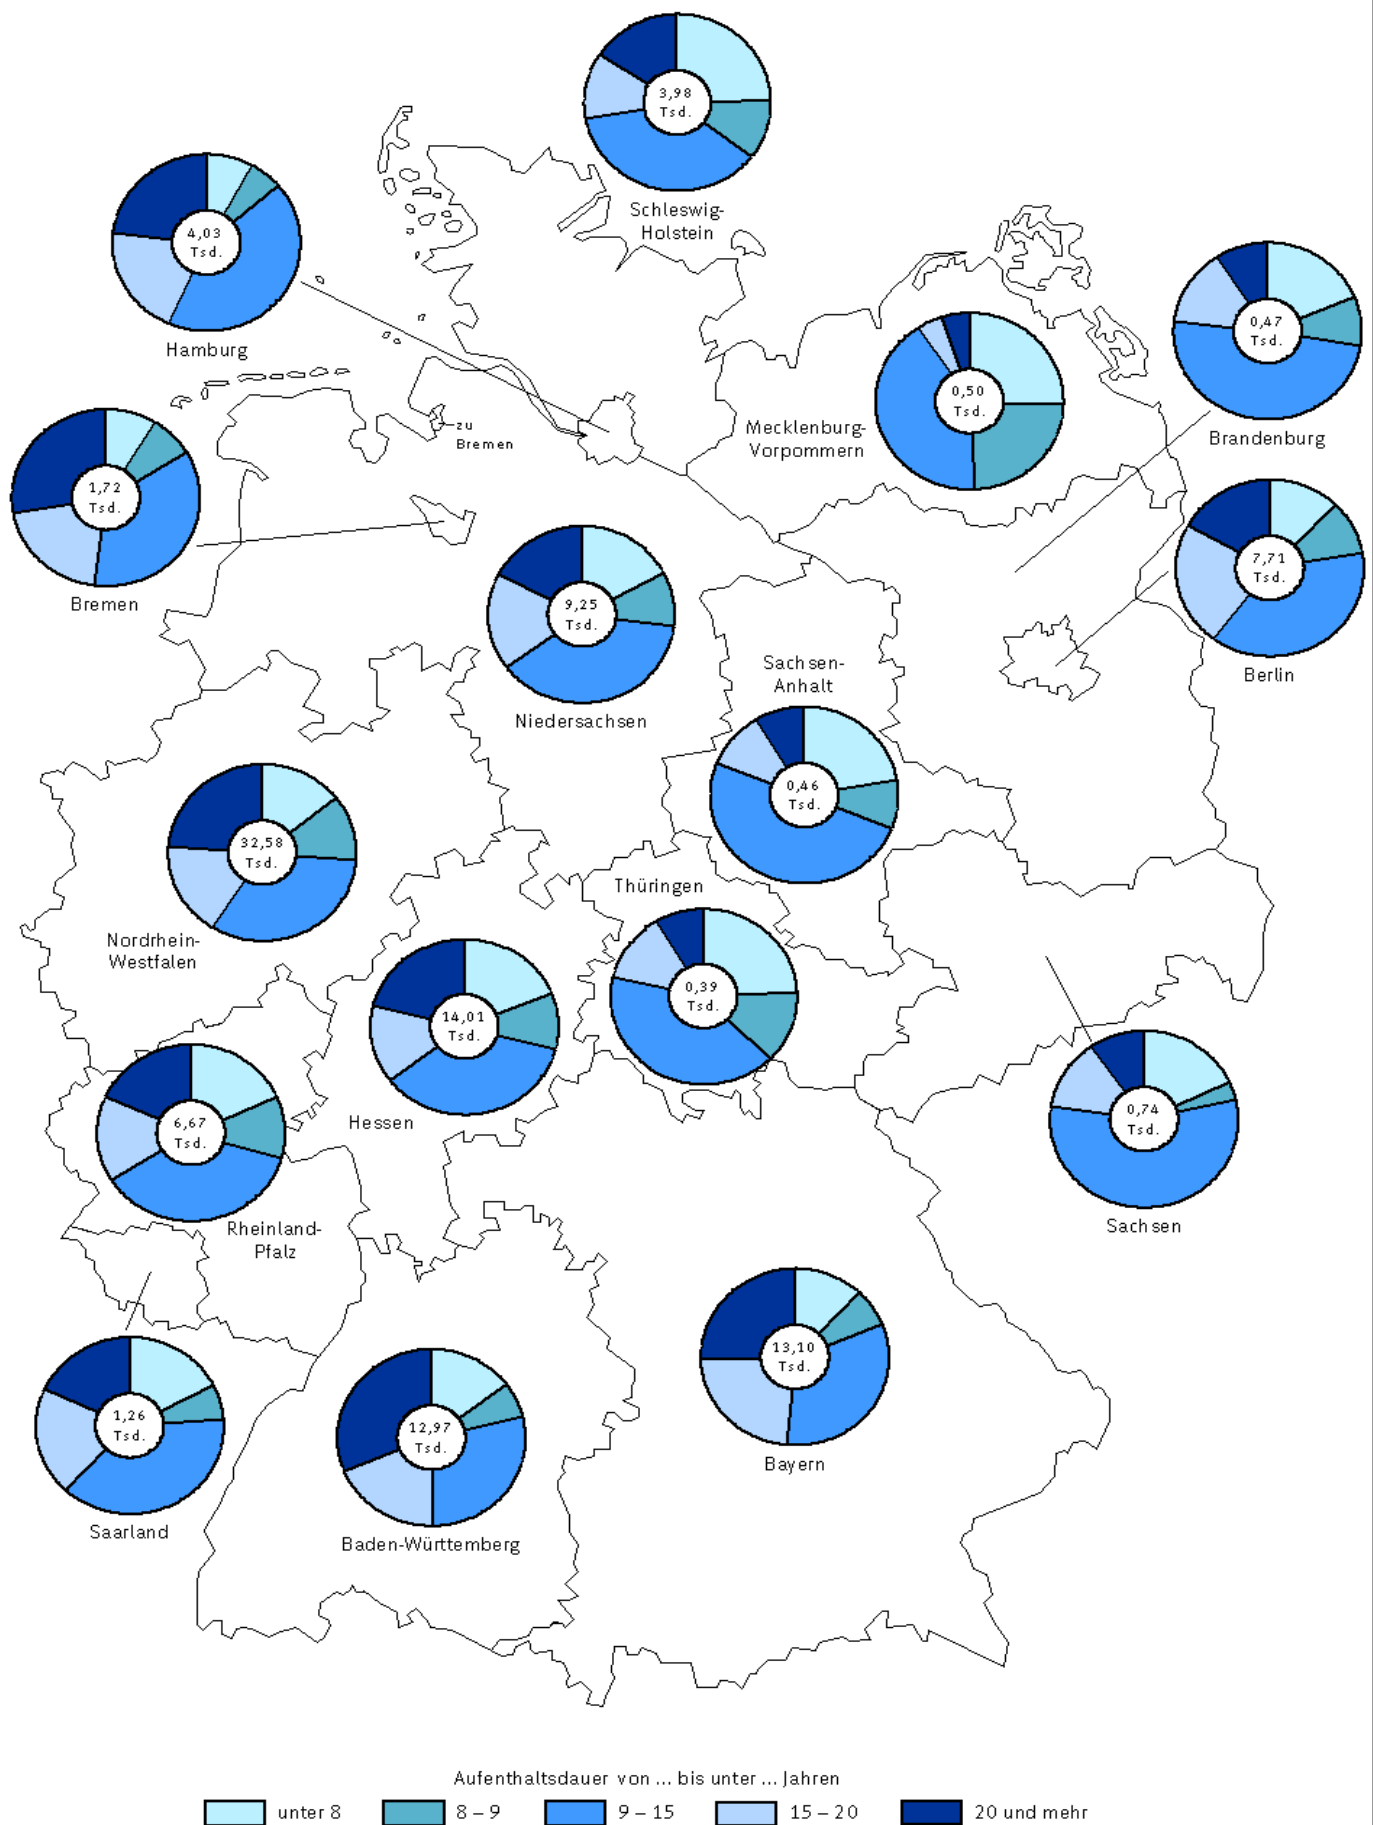 3,98
Tsd.
Schleswig-
Holstein
4,03
Tsd.
Hamburg
0,47
Tsd.
Brandenburg
0,50
Tsd.
Mecklenburg-
Vorpommern
zu
Bremen
1,72
Tsd.
Bremen
7,71
Tsd.
Berlin
9,25
Tsd.
Niedersachsen
Sachsen-
Anhalt
0,46
Tsd.
32,58
Tsd.
Nordrhein-
Westfalen
Thüringen
0,39
Tsd.
14,01
Tsd.
Hessen
6,67
Tsd.
Rheinland-
Pfalz
0,74
Tsd.
Sachsen
13,10
Tsd.
Bayern
1,26
Tsd.
Saarland
12,97
Tsd.
Baden-Württemberg
Aufenthaltsdauer von ... bis unter ... Jahren
unter 8 8 – 9 9 – 15 15 – 20 20 und mehr